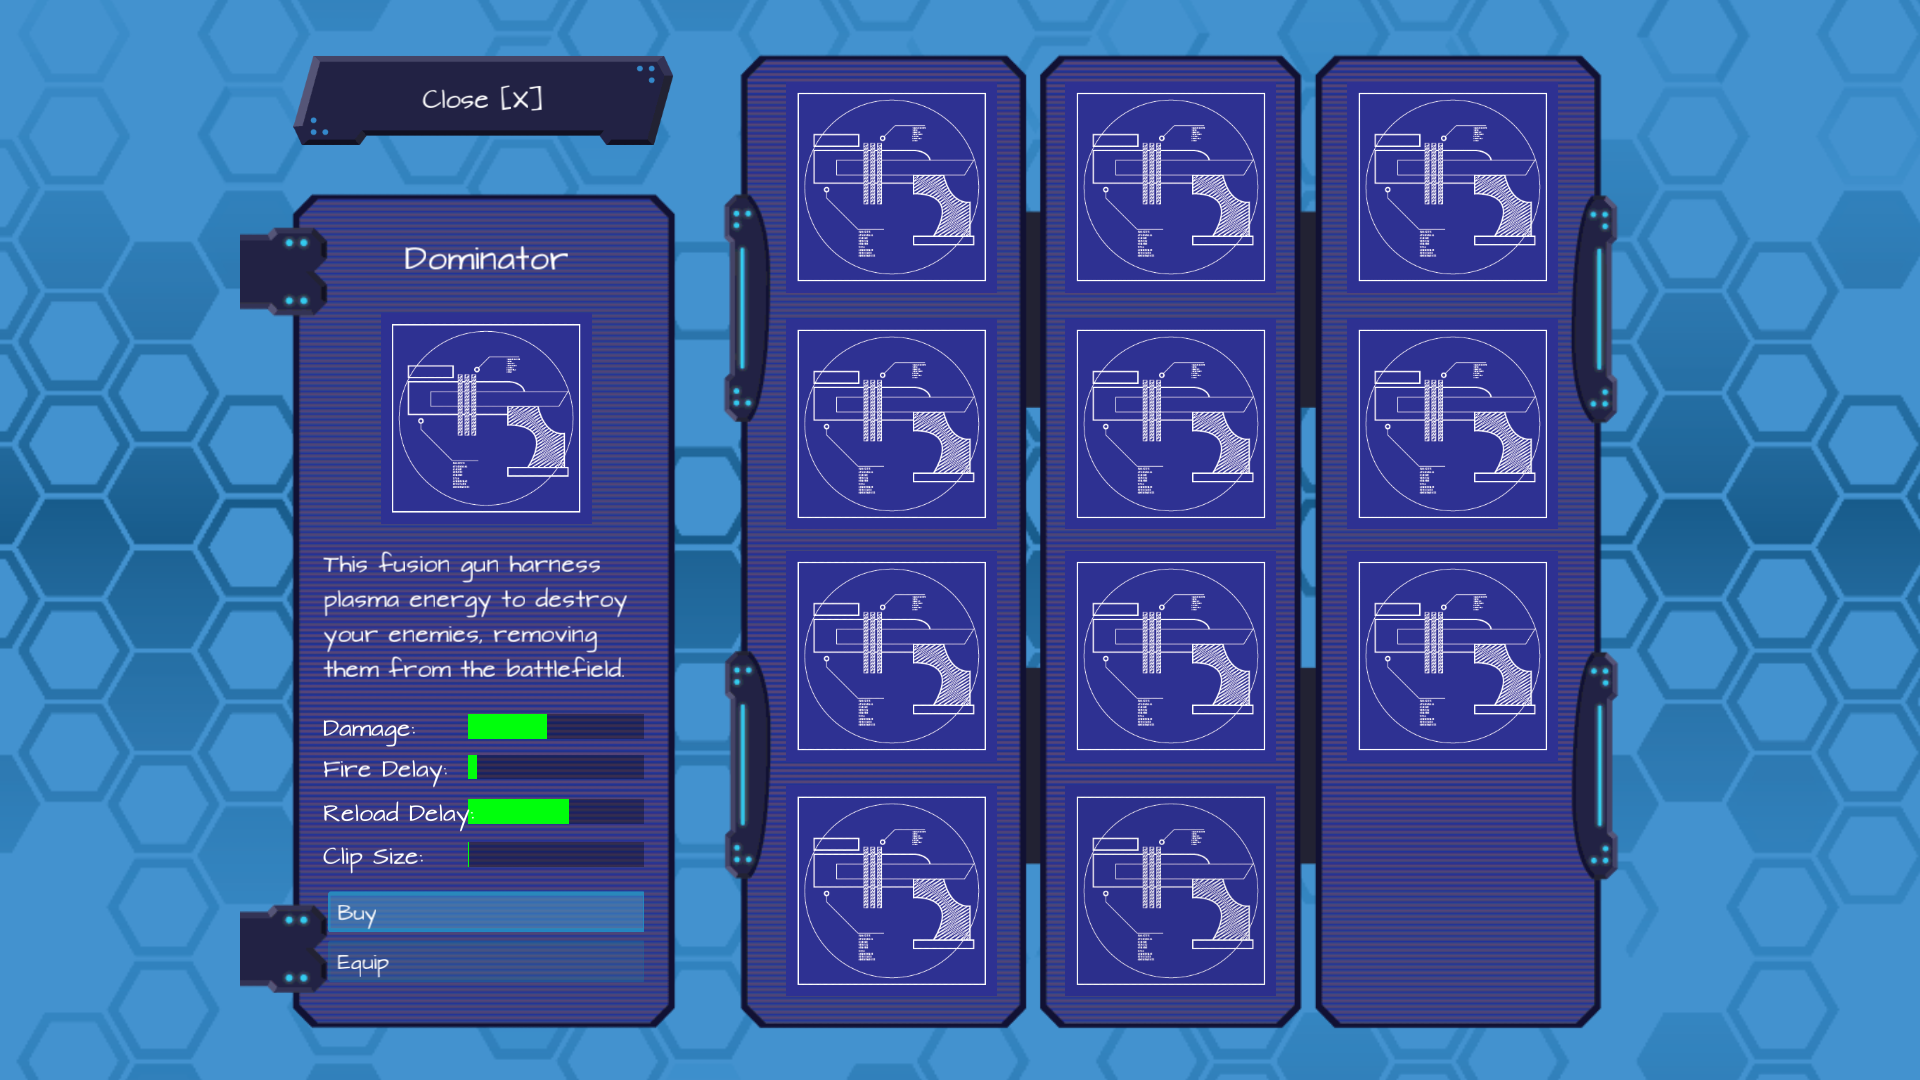 Close [X]
Dominator
This fusion gun harness
plasma energy to destroy
your enemies, removing
them from the battlefield.
Damage:
Fire Delay:
Reload Delay:
Clip Size:
Buy
Equip